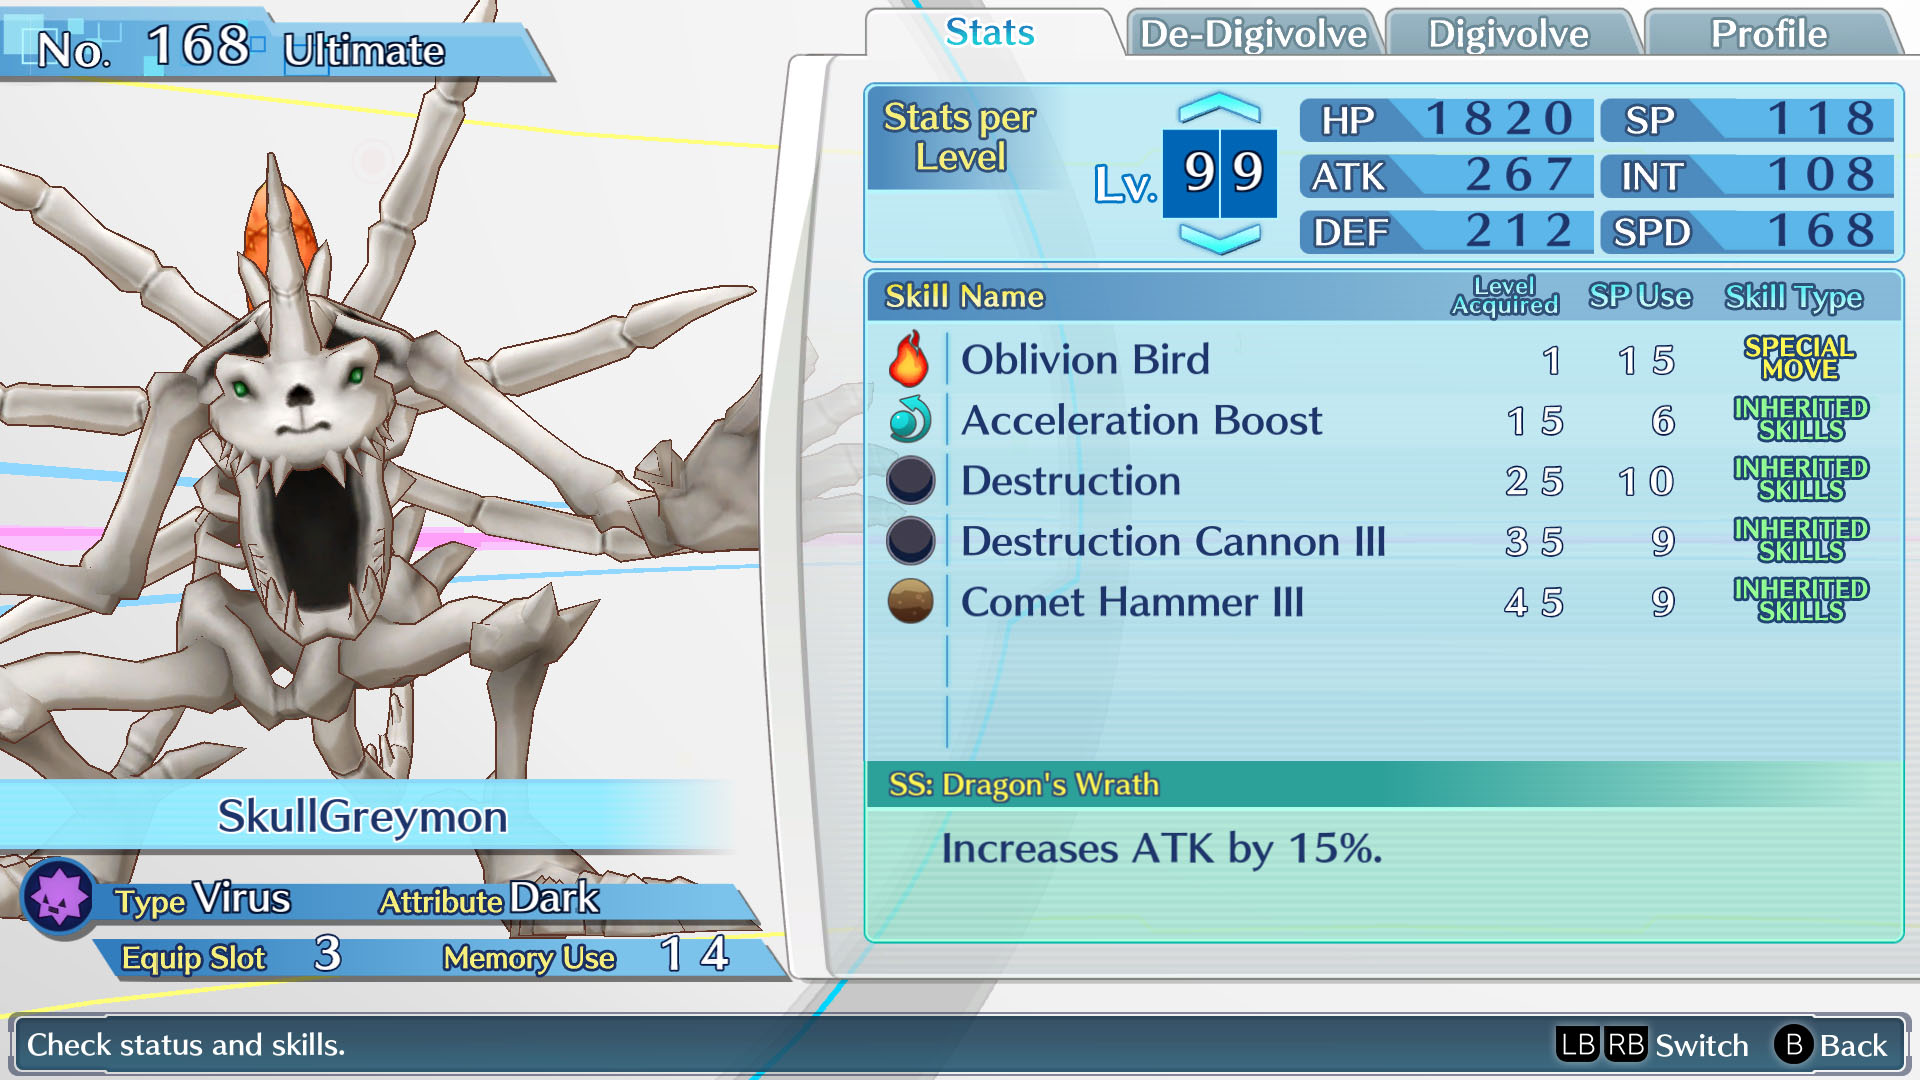 No. 168 Ultimate
Stats
De-Digivolve
Digivolve
Profile
Stats per
Level
Lv. 99
HP 1820
SP 118
ATK 267
INT 108
DEF 212
SPD 168
Skill Name
Level
Acquired
SP Use
Skill Type
Oblivion Bird 1 15 SPECIAL
MOVE
Acceleration Boost 15 6 INHERITED
SKILLS
Destruction 25 10 INHERITED
SKILLS
Destruction Cannon III 35 9 INHERITED
SKILLS
Comet Hammer III 45 9 INHERITED
SKILLS
SS: Dragon's Wrath
Increases ATK by 15%.
SkullGreymon
Type Virus Attribute Dark
Equip Slot 3 Memory Use 14
Check status and skills.
LB RB Switch B Back